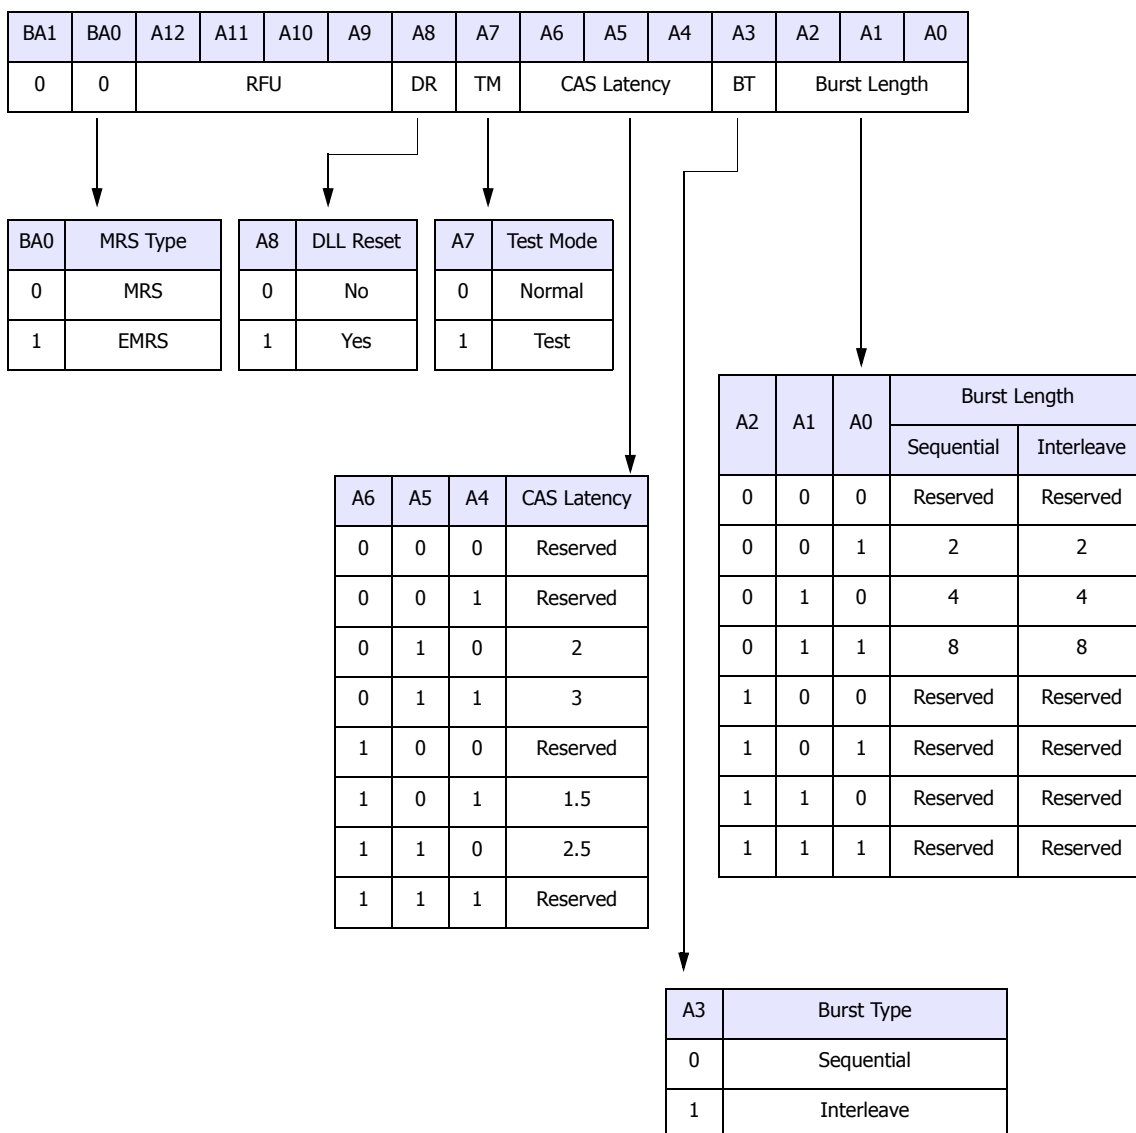 BA1 BA0 A12 A11 A10 A9 A8 A7 A6 A5 A4 A3 A2 A1 A0
0 0 RFU DR TM CAS Latency BT Burst Length
BA0 MRS Type
0 MRS
1 EMRS
A8 DLL Reset
0 No
1 Yes
A7 Test Mode
0 Normal
1 Test
A2 A1 A0 Burst Length
Sequential Interleave
0 0 0 Reserved Reserved
0 0 1 2 2
0 1 0 4 4
0 1 1 8 8
1 0 0 Reserved Reserved
1 0 1 Reserved Reserved
1 1 0 Reserved Reserved
1 1 1 Reserved Reserved
A6 A5 A4 CAS Latency
0 0 0 Reserved
0 0 1 Reserved
0 1 0 2
0 1 1 3
1 0 0 Reserved
1 0 1 1.5
1 1 0 2.5
1 1 1 Reserved
A3 Burst Type
0 Sequential
1 Interleave